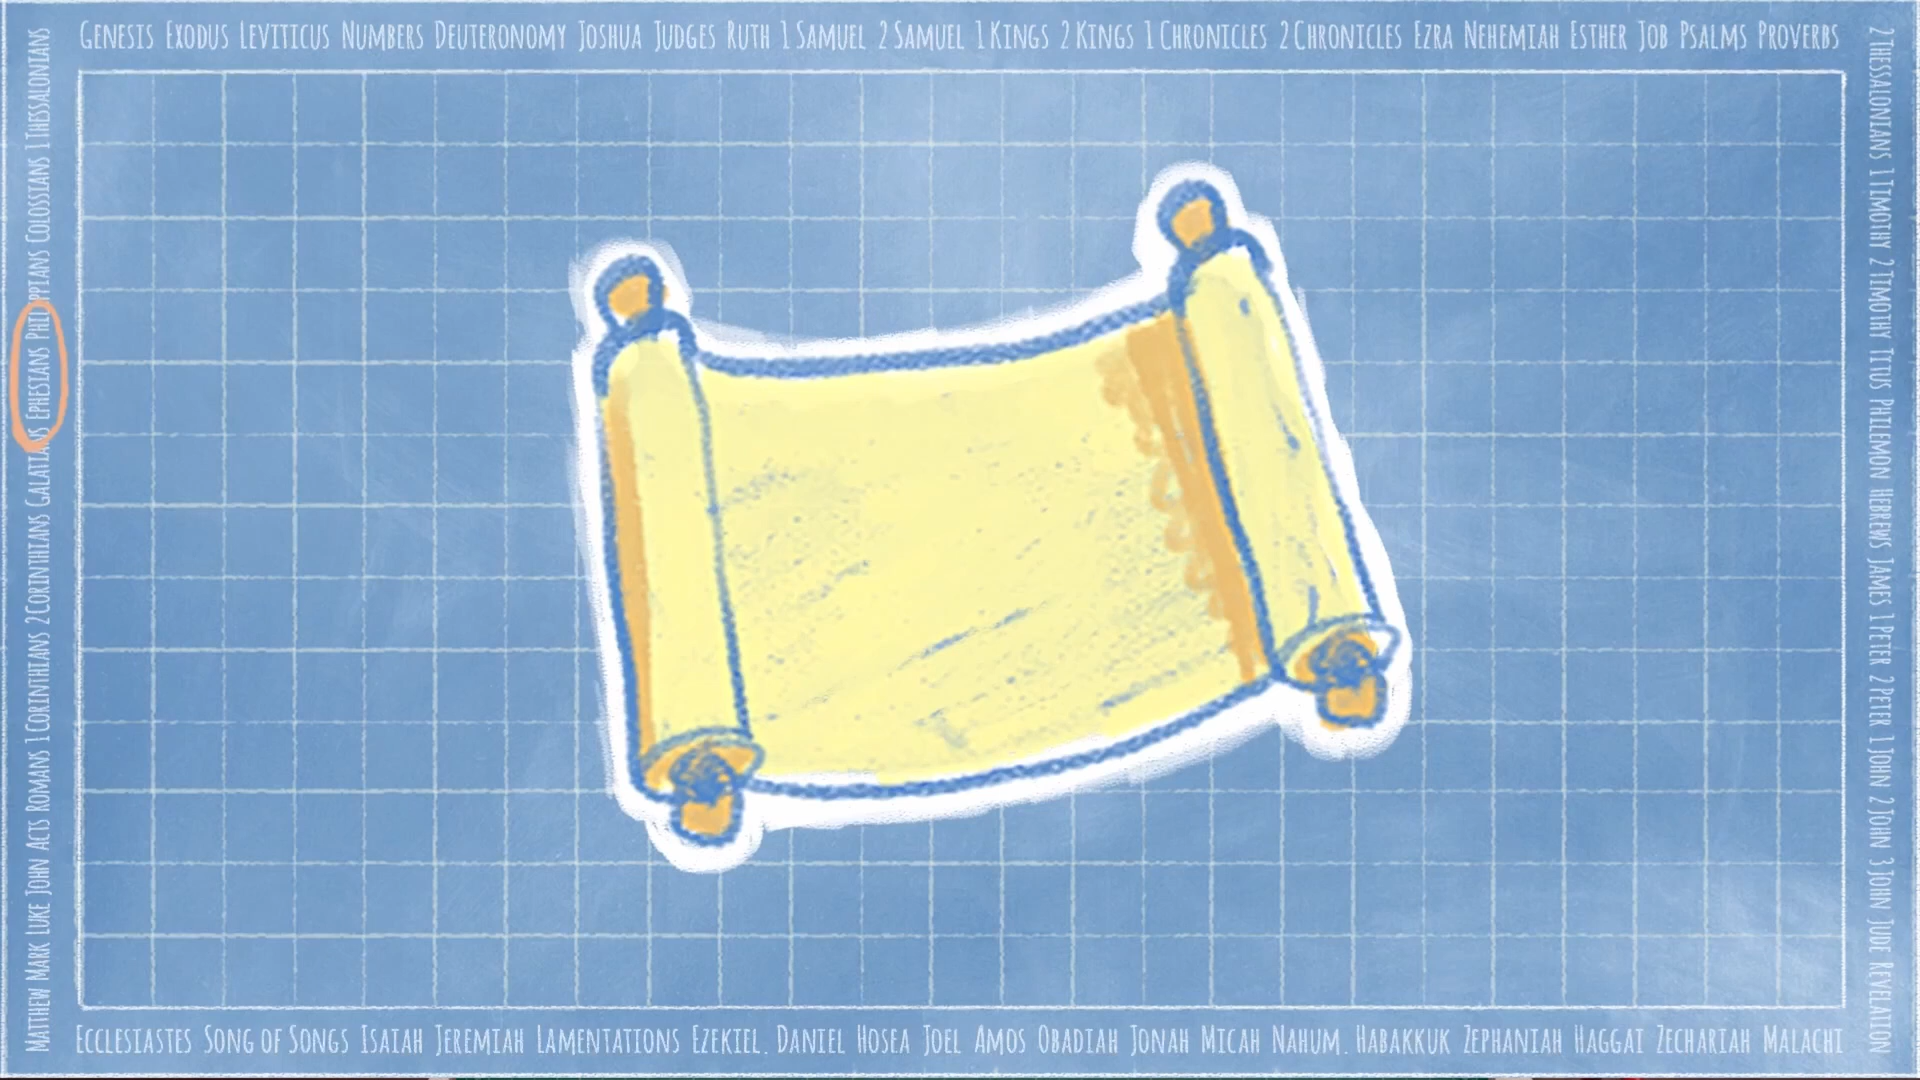 Genesis Exodus Leviticus Numbers Deuteronomy Joshua Judges Ruth 1 Samuel 2 Samuel 1 Kings 2 Kings 1 Chronicles 2 Chronicles Ezra Nehemiah Esther Job Psalms Proverbs
Ecclesiastes Song of Songs Isaiah Jeremiah Lamentations Ezekiel. Daniel Hosea Joel Amos Obadiah Jonah Micah Nahum. Habakkuk Zephaniah Haggai Zechariah Malachi
Matthew Mark Luke John Acts Romans 1 Corinthians 2 Corinthians Galatians Ephesians Philippians Colossians 1 Thessalonians
2 Thessalonians 1 Timothy 2 Timothy Titus Philemon Hebrews James 1 Peter 2 Peter 1 John 2 John 3 John Jude Revelation